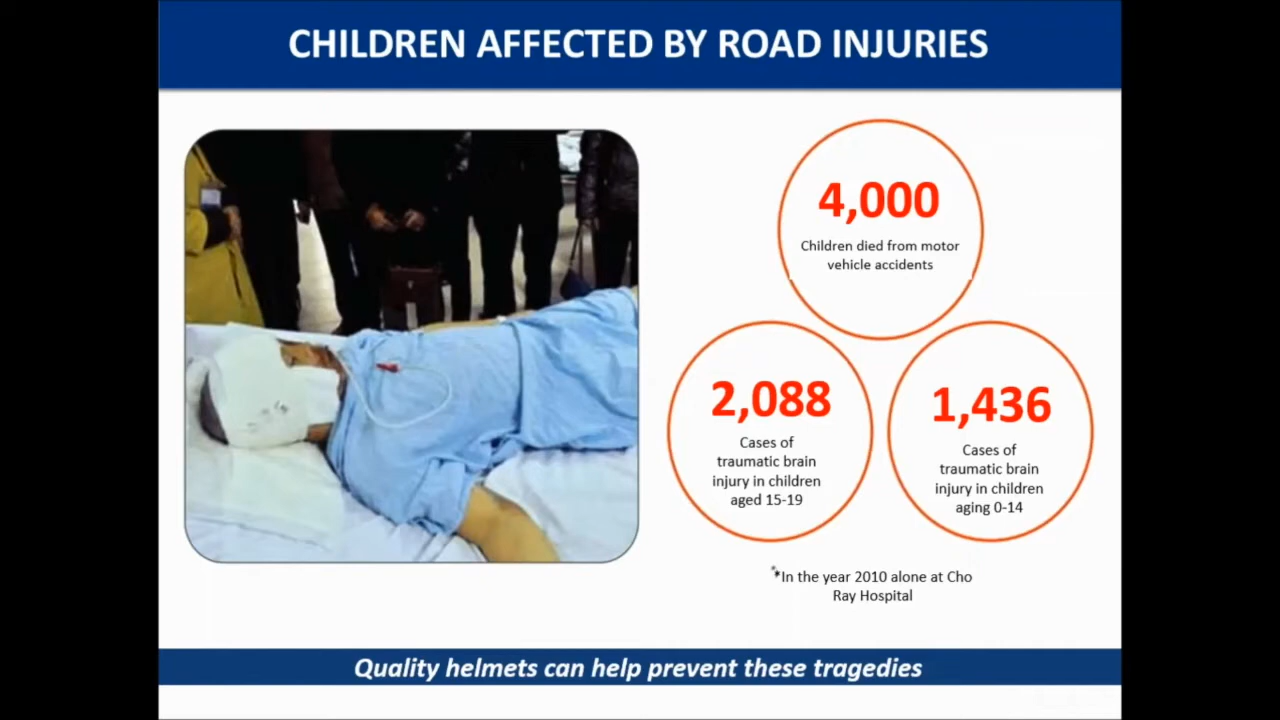 CHILDREN AFFECTED BY ROAD INJURIES
4,000
Children died from motor
vehicle accidents
2,088
Cases of
traumatic brain
injury in children
aged 15-19
1,436
Cases of
traumatic brain
injury in children
aging 0-14
**In the year 2010 alone at Cho
Ray Hospital
Quality helmets can help prevent these tragedies